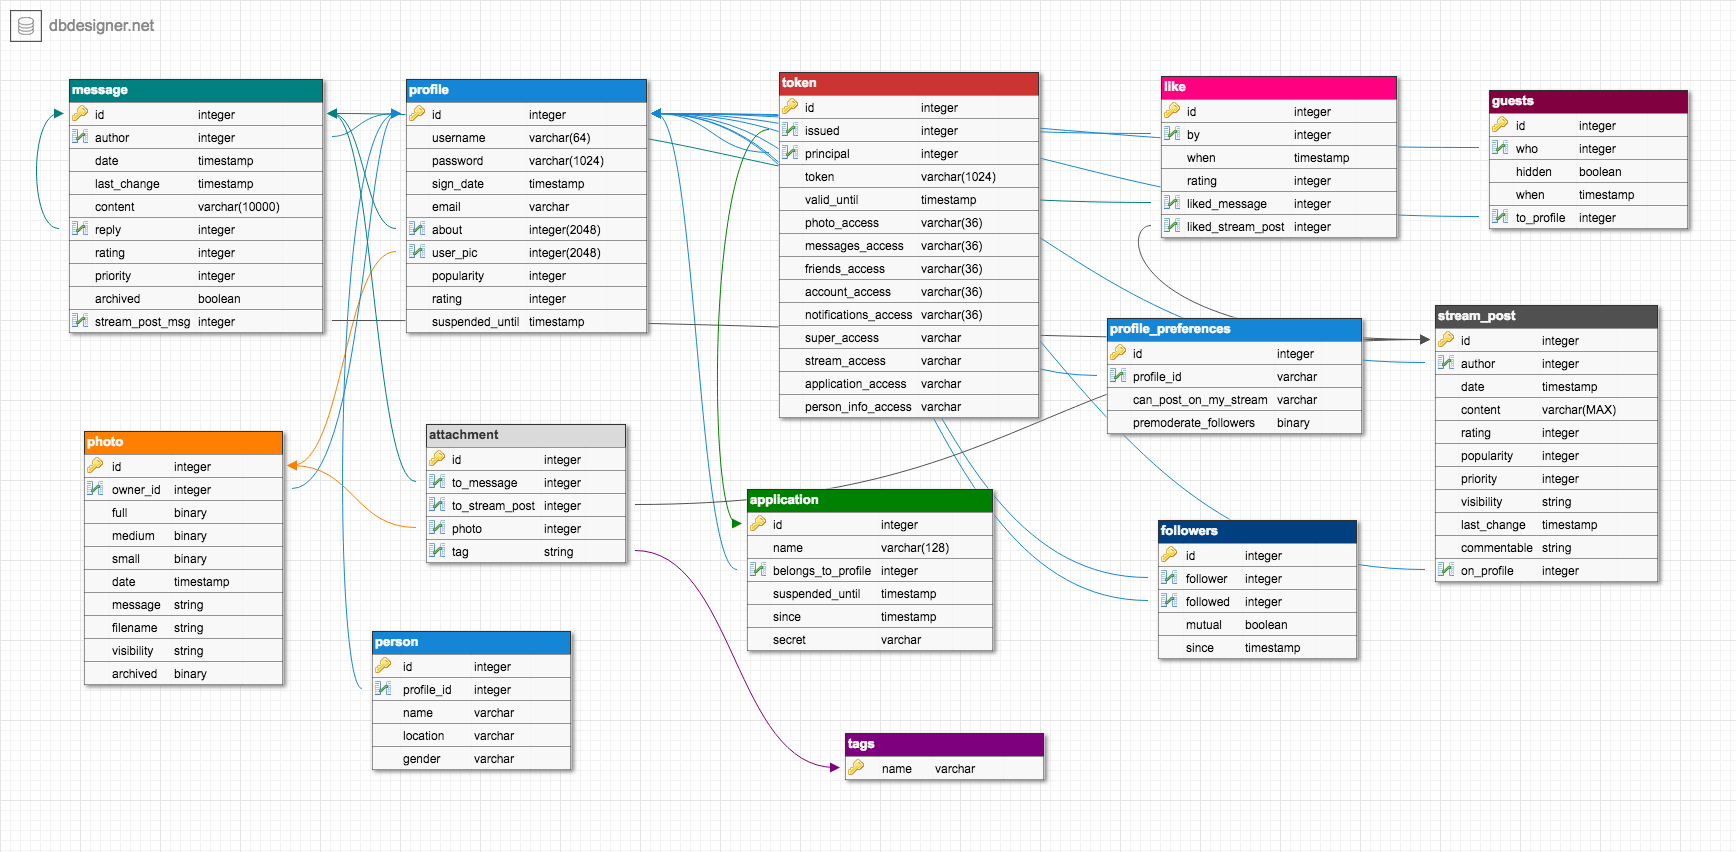 dbdesigner.net
message
id integer
author integer
date timestamp
last_change timestamp
content varchar(10000)
reply integer
rating integer
priority integer
archived boolean
stream_post_msg integer
profile
id integer
username varchar(64)
password varchar(1024)
sign_date timestamp
email varchar
about integer(2048)
user_pic integer(2048)
popularity integer
rating integer
suspended_until timestamp
token
id integer
issued integer
principal integer
token varchar(1024)
valid_until timestamp
photo_access varchar(36)
messages_access varchar(36)
friends_access varchar(36)
account_access varchar(36)
notifications_access varchar(36)
super_access varchar
stream_access varchar
application_access varchar
person_info_access varchar
like
id integer
by integer
when timestamp
rating integer
liked_message integer
liked_stream_post integer
guests
id integer
who integer
hidden boolean
when timestamp
to_profile integer
profile_preferences
id integer
profile_id varchar
can_post_on_my_stream varchar
premoderate_followers binary
stream_post
id integer
author integer
date timestamp
content varchar(MAX)
rating integer
popularity integer
priority integer
visibility string
last_change timestamp
commentable string
on_profile integer
photo
id integer
owner_id integer
full binary
medium binary
small binary
date timestamp
message string
filename string
visibility string
archived binary
attachment
id integer
to_message integer
to_stream_post integer
photo integer
tag string
application
id integer
name varchar(128)
belongs_to_profile integer
suspended_until timestamp
since timestamp
secret varchar
followers
id integer
follower integer
followed integer
mutual boolean
since timestamp
person
id integer
profile_id integer
name varchar
location varchar
gender varchar
tags
name varchar